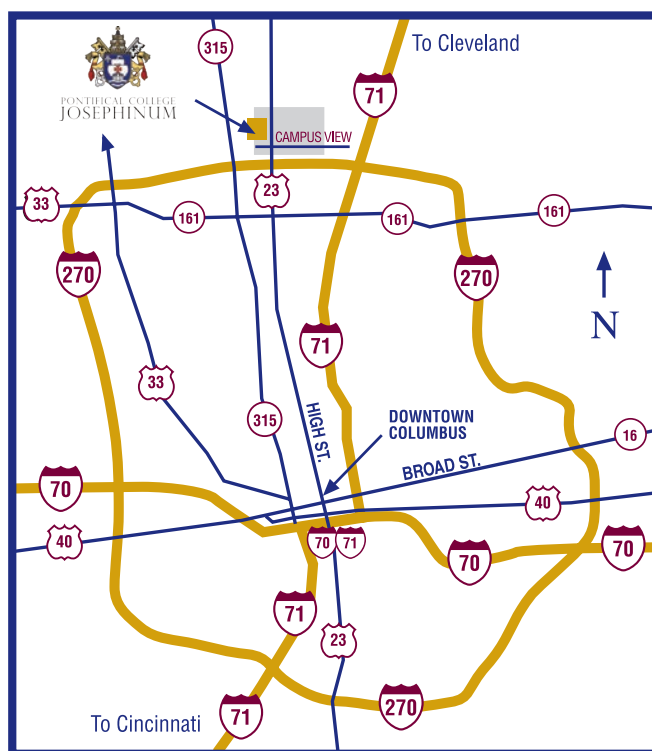 315
To Cleveland
71
PONTIFICAL COLLEGE
JOSEPHINUM
CAMPUS VIEW
23
33
161
161
161
270
270
N
71
33
315
HIGH ST.
DOWNTOWN
COLUMBUS
16
BROAD ST.
70
40
40
70
71
70
70
71
23
270
71
To Cincinnati